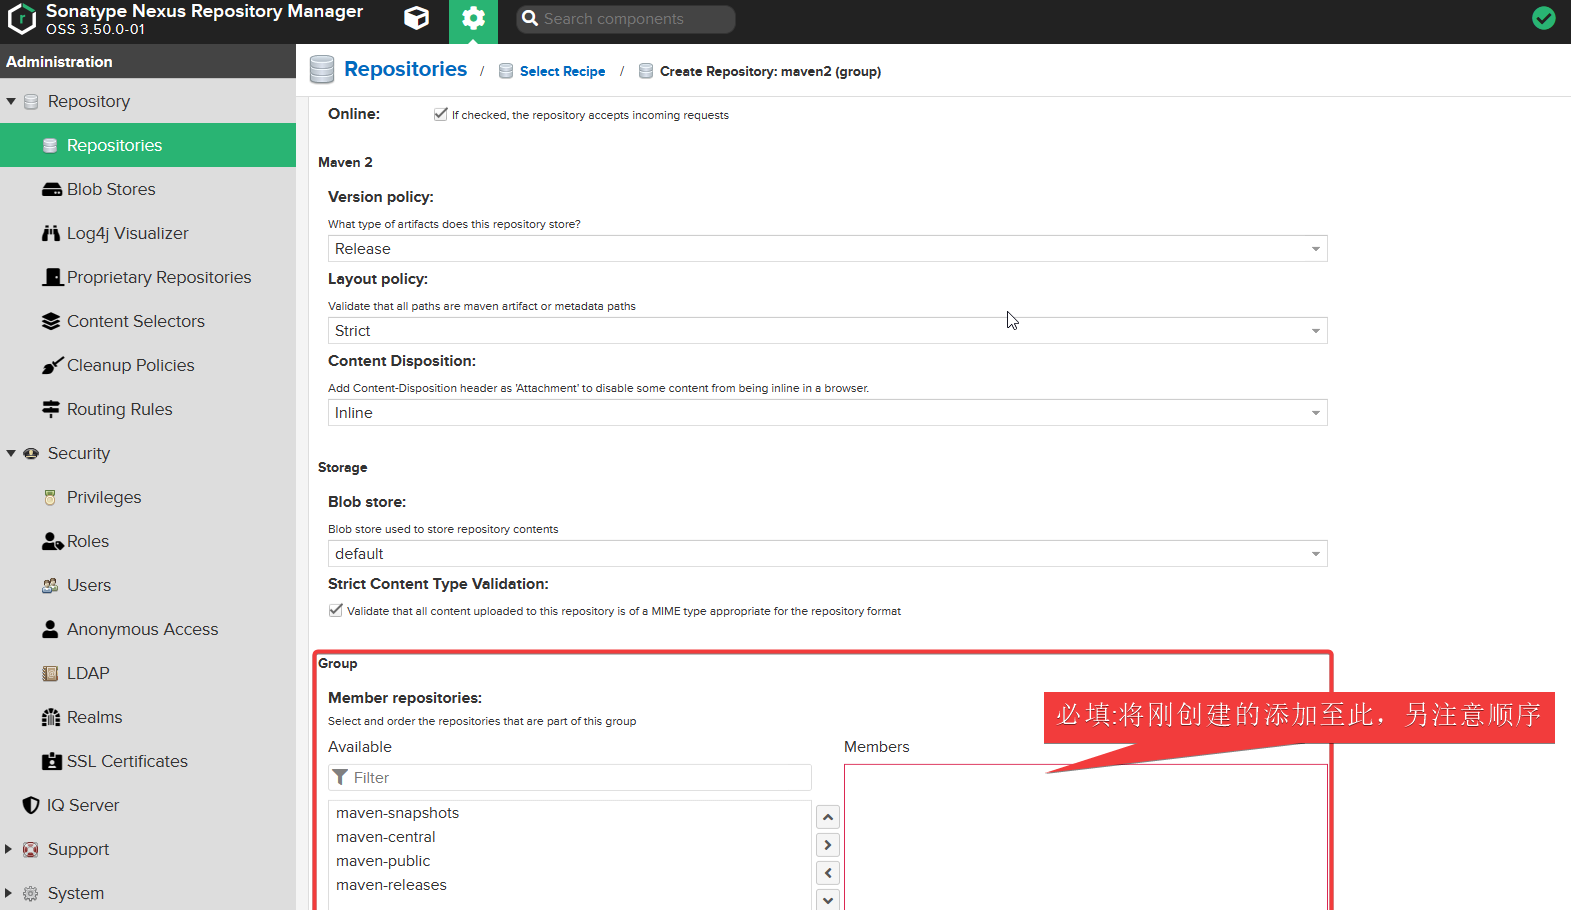 Sonatype Nexus Repository Manager
OSS 3.50.0-01
Search components
Administration
Repository
Repositories
Blob Stores
Log4j Visualizer
Proprietary Repositories
Content Selectors
Cleanup Policies
Routing Rules
Security
Privileges
Roles
Users
Anonymous Access
LDAP
Realms
SSL Certificates
IQ Server
Support
System
Repositories / Select Recipe / Create Repository: maven2 (group)
Online: If checked, the repository accepts incoming requests
Maven 2
Version policy:
What type of artifacts does this repository store?
Release
Layout policy:
Validate that all paths are maven artifact or metadata paths
Strict
Content Disposition:
Add Content-Disposition header as 'Attachment' to disable some content from being inline in a browser.
Inline
Storage
Blob store:
Blob store used to store repository contents
default
Strict Content Type Validation:
Validate that all content uploaded to this repository is of a MIME type appropriate for the repository format
Group
Member repositories:
Select and order the repositories that are part of this group
必填:将刚创建的添加至此，另注意顺序
Available
Members
Filter
maven-snapshots
maven-central
maven-public
maven-releases